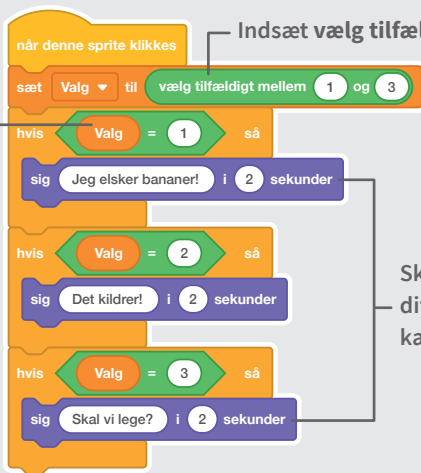 Indsæt vælg tilfæl
når denne sprite klikkes
sæt Valg til vælg tilfældigt mellem 1 og 3
hvis Valg = 1 så
sig Jeg elsker bananer! i 2 sekunder
hvis Valg = 2 så
sig Det kildrer! i 2 sekunder
Sk
di
ka
hvis Valg = 3 så
sig Skal vi lege? i 2 sekunder